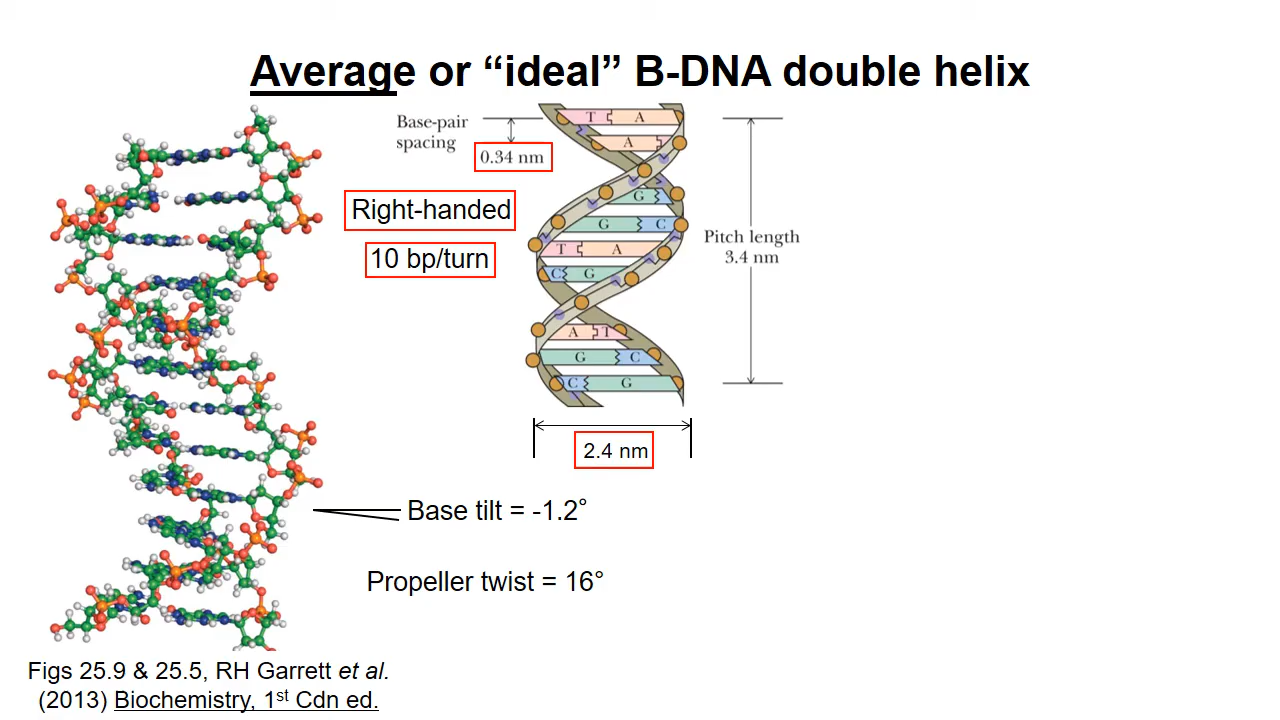 Average or “ideal” B-DNA double helix
Base-pair
spacing
0.34 nm
Right-handed
10 bp/turn
T A
A
G
G C
T A
C G
A T
G C
C G
Pitch length
3.4 nm
2.4 nm
Base tilt = -1.2°
Propeller twist = 16°
Figs 25.9 & 25.5, RH Garrett et al.
(2013) Biochemistry, 1st Cdn ed.